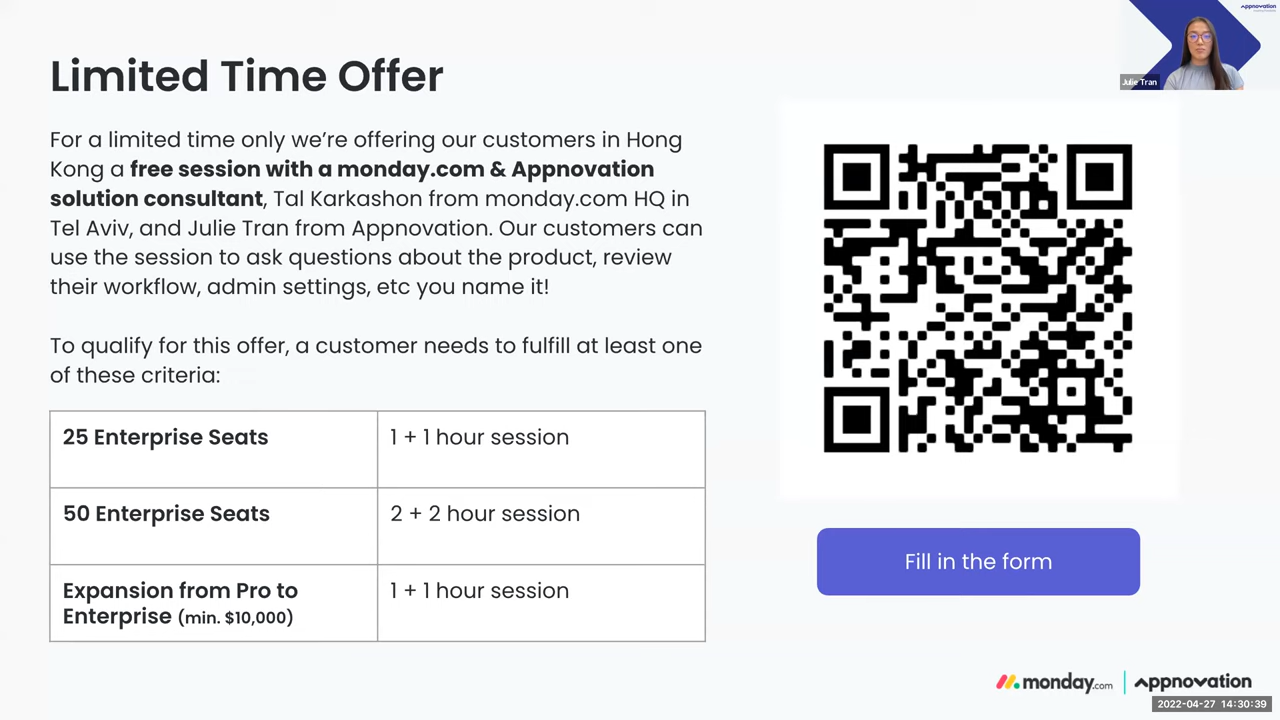 appnovation
Julie Tran
Limited Time Offer
For a limited time only we're offering our customers in Hong
Kong a free session with a monday.com & Appnovation
solution consultant, Tal Karkashon from monday.com HQ in
Tel Aviv, and Julie Tran from Appnovation. Our customers can
use the session to ask questions about the product, review
their workflow, admin settings, etc you name it!
To qualify for this offer, a customer needs to fulfill at least one
of these criteria:
25 Enterprise Seats 1 + 1 hour session
50 Enterprise Seats 2 + 2 hour session
Expansion from Pro to 1 + 1 hour session
Enterprise (min. $10,000)
Fill in the form
monday.com appnovation
2022-04-27 14:30:39